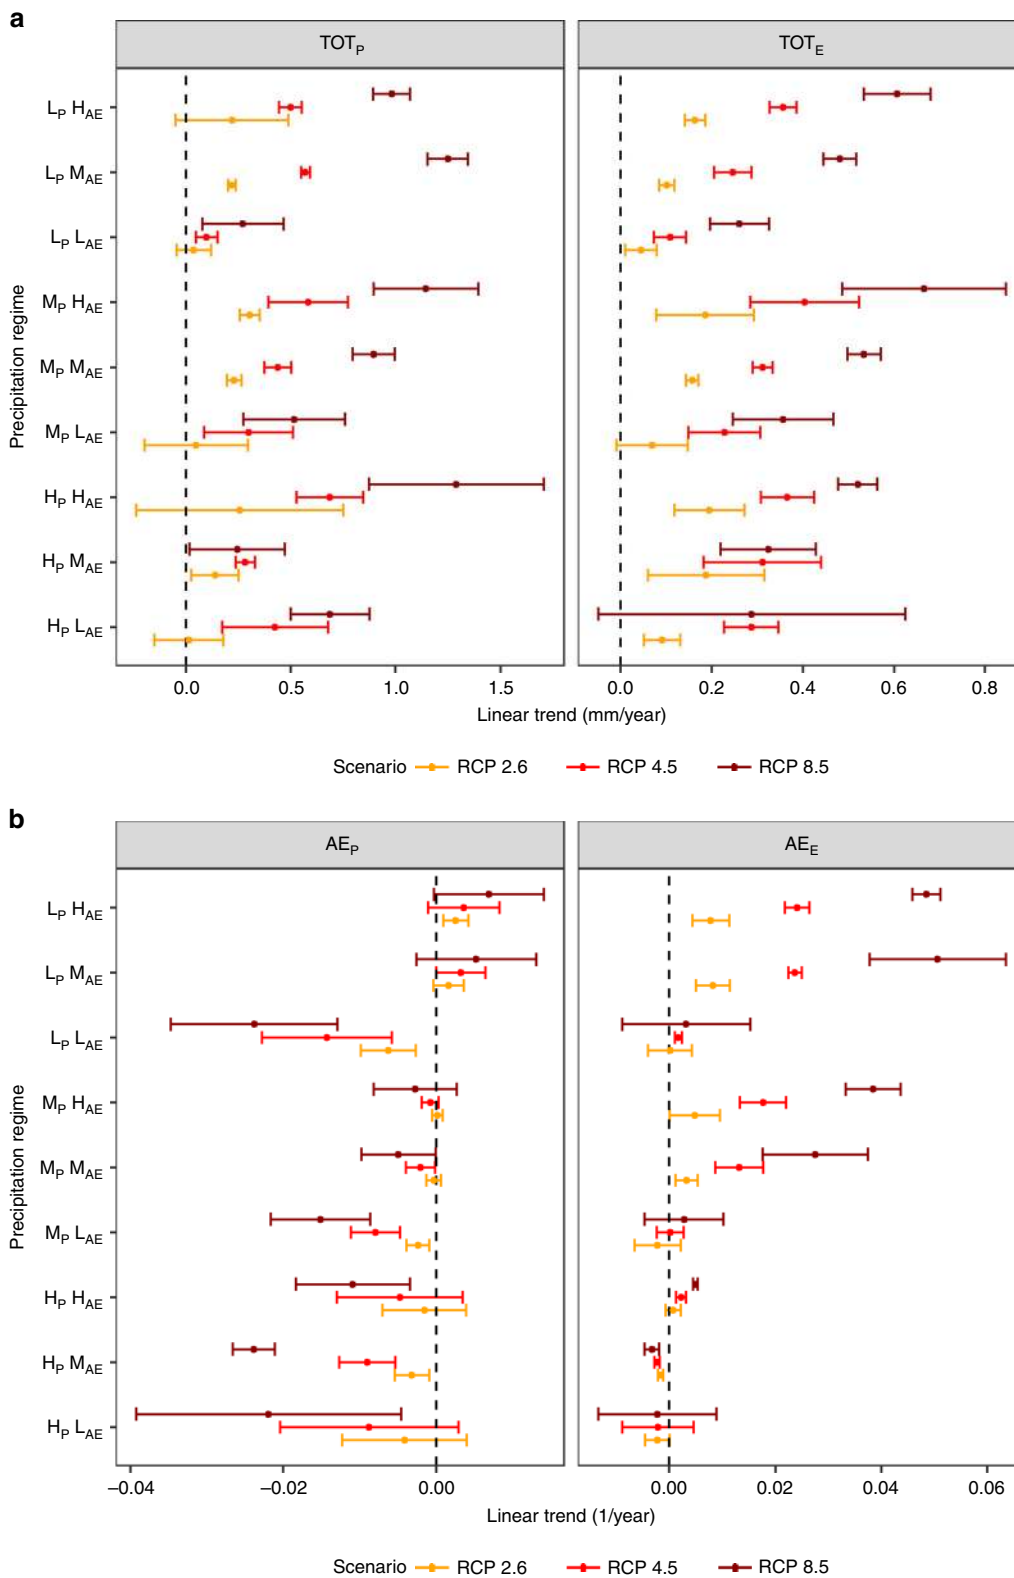 a
TOTP TOTE
LP HAE
LP MAE
LP LAE
MP HAE
MP MAE
MP LAE
HP HAE
HP MAE
HP LAE
Precipitation regime
0.0 0.5 1.0 1.5 0.0 0.2 0.4 0.6 0.8
Linear trend (mm/year)
Scenario RCP 2.6 RCP 4.5 RCP 8.5
b
AEP AEE
LP HAE
LP MAE
LP LAE
MP HAE
MP MAE
MP LAE
HP HAE
HP MAE
HP LAE
Precipitation regime
–0.04 –0.02 0.00 0.00 0.02 0.04 0.06
Linear trend (1/year)
Scenario RCP 2.6 RCP 4.5 RCP 8.5